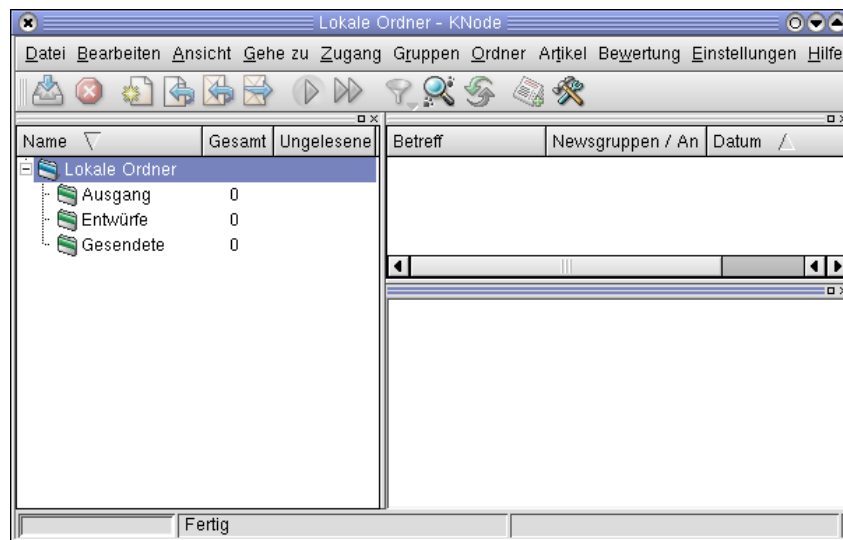 Lokale Ordner – KNode
Datei Bearbeiten Ansicht Gehe zu Zugang Gruppen Ordner Artikel Bewertung Einstellungen Hilfe
Name Gesamt Ungelesene Betreff Newsgruppen / An Datum
Lokale Ordner
Ausgang 0
Entwürfe 0
Gesendete 0
Fertig